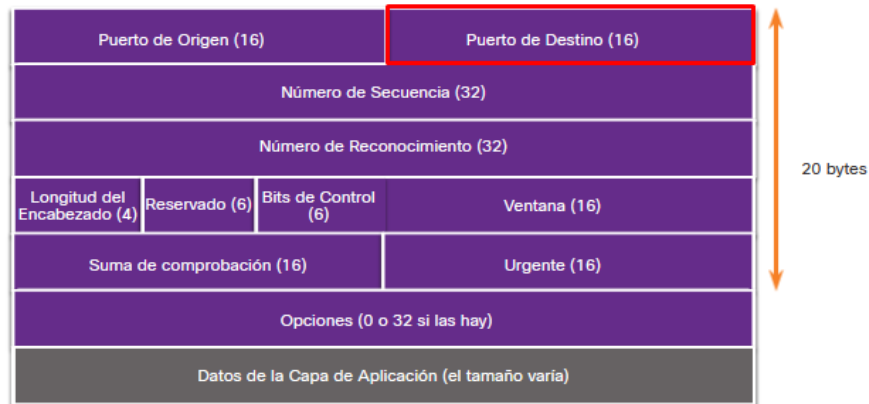 Puerto de Origen (16)
Puerto de Destino (16)
Número de Secuencia (32)
Número de Reconocimiento (32)
20 bytes
Longitud del
Encabezado (4)
Reservado (6)
Bits de Control
(6)
Ventana (16)
Suma de comprobación (16)
Urgente (16)
Opciones (0 o 32 si las hay)
Datos de la Capa de Aplicación (el tamaño varía)